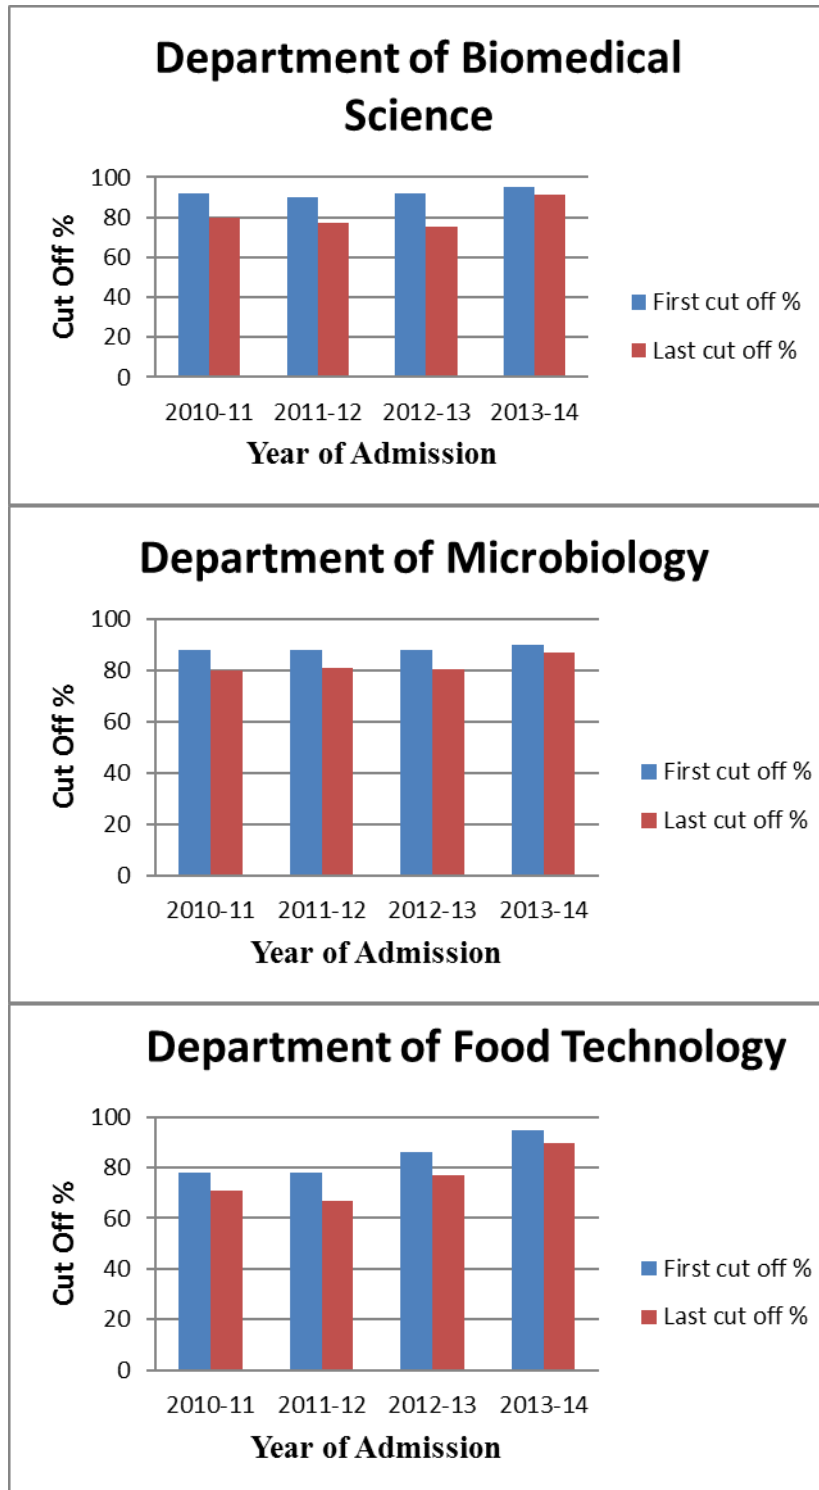 Department of Biomedical
Science
100
80
60
40
20
0
Cut Off %
2010-11 2011-12 2012-13 2013-14
Year of Admission
First cut off %
Last cut off %
Department of Microbiology
100
80
60
40
20
0
Cut Off %
2010-11 2011-12 2012-13 2013-14
Year of Admission
First cut off %
Last cut off %
Department of Food Technology
100
80
60
40
20
0
Cut Off %
2010-11 2011-12 2012-13 2013-14
Year of Admission
First cut off %
Last cut off %